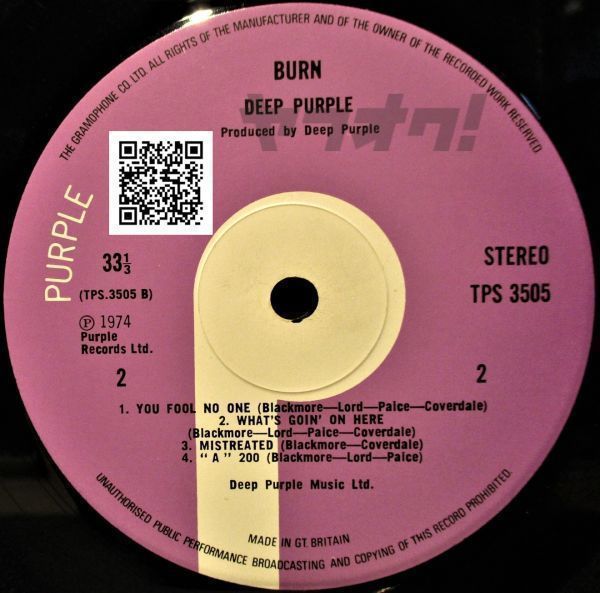 THE GRAMOPHONE CO. LTD. ALL RIGHTS OF THE MANUFACTURER AND OF THE OWNER OF THE RECORDED WORK RESERVED
BURN
DEEP PURPLE
ヤフオク!
Produced by Deep Purple
PURPLE
33 1/3
STEREO
(TPS.3505 B)
TPS 3505
Ⓟ 1974
Purple
Records Ltd.
2
2
1. YOU FOOL NO ONE (Blackmore—Lord—Paice—Coverdale)
2. WHAT'S GOIN' ON HERE
(Blackmore—Lord—Paice—Coverdale)
3. MISTREATED (Blackmore—Coverdale)
4. "A" 200 (Blackmore—Lord—Paice)
Deep Purple Music Ltd.
MADE IN GT. BRITAIN
UNAUTHORISED PUBLIC PERFORMANCE BROADCASTING AND COPYING OF THIS RECORD PROHIBITED.